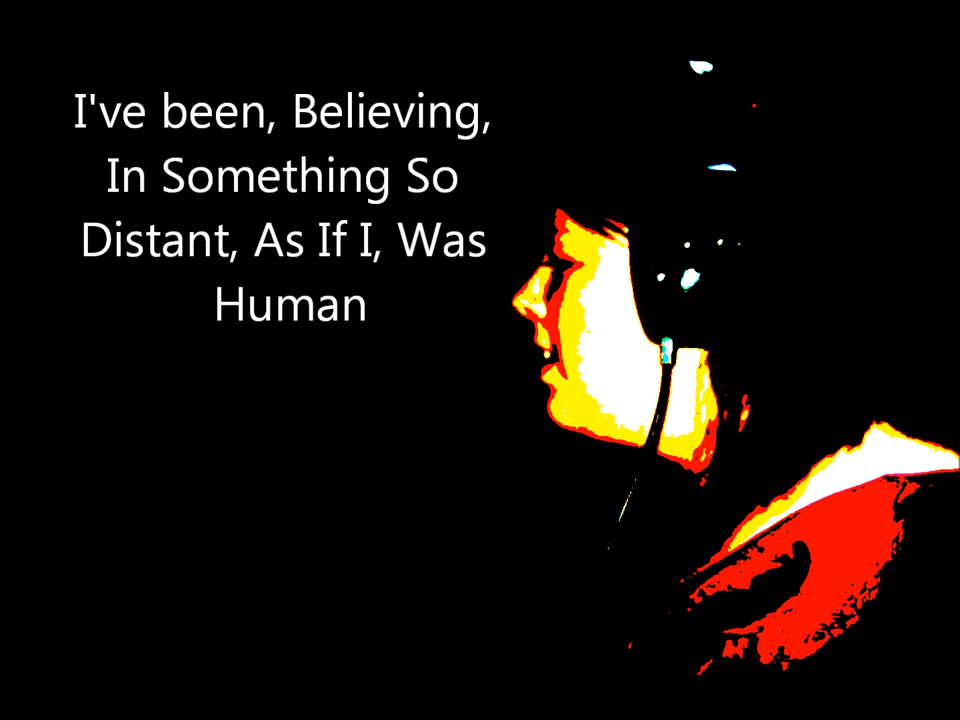 I've been, Believing,
In Something So
Distant, As If I, Was
Human